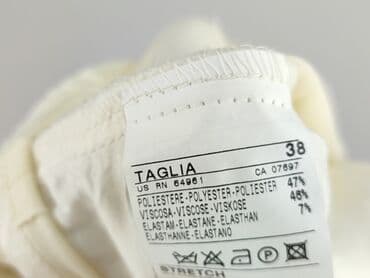 TAGLIA 38
US RN 64961 CA 07697
POLIESTERE-POLYESTER-POLIESTER 47%
VISCOSA-VISCOSE-VISKOSE 46%
ELASTAM-ELASTANE-ELASTHAN 7%
ELASTHANNE-ELASTANO
STRETCH